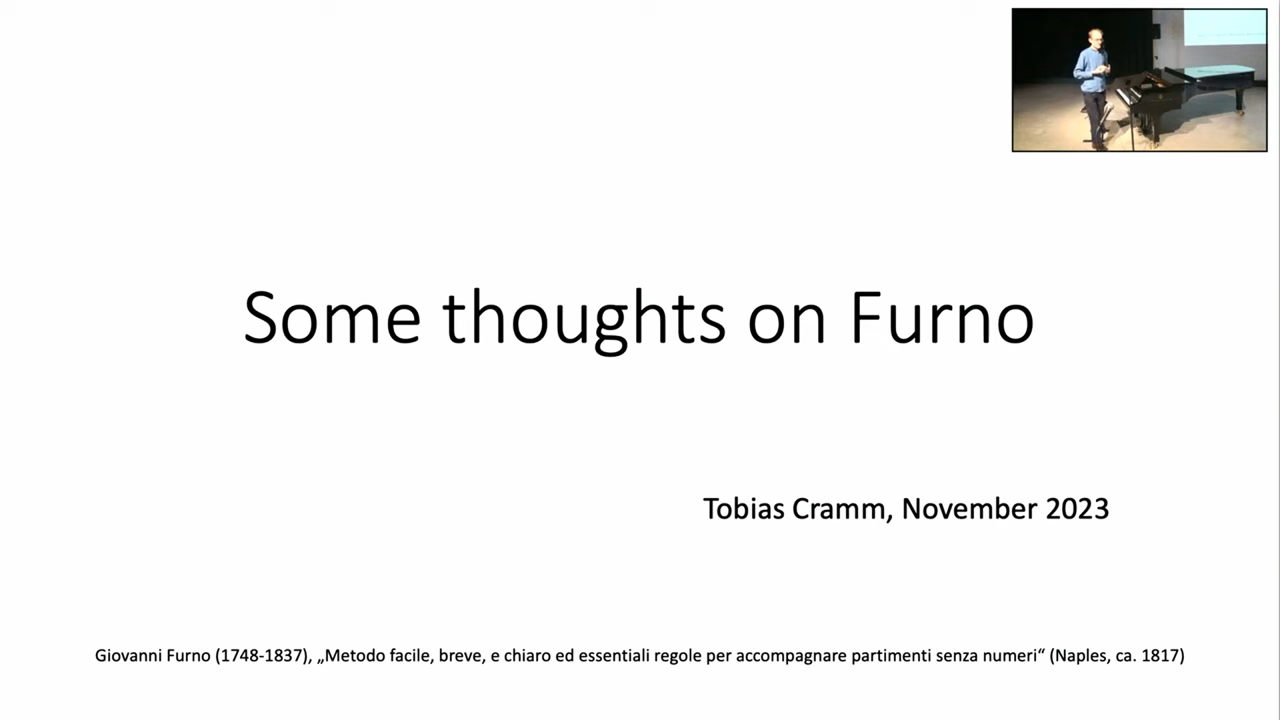 Some thoughts on Furno
Tobias Cramm, November 2023
Giovanni Furno (1748-1837), „Metodo facile, breve, e chiaro ed essentiali regole per accompagnare partimenti senza numeri“ (Naples, ca. 1817)